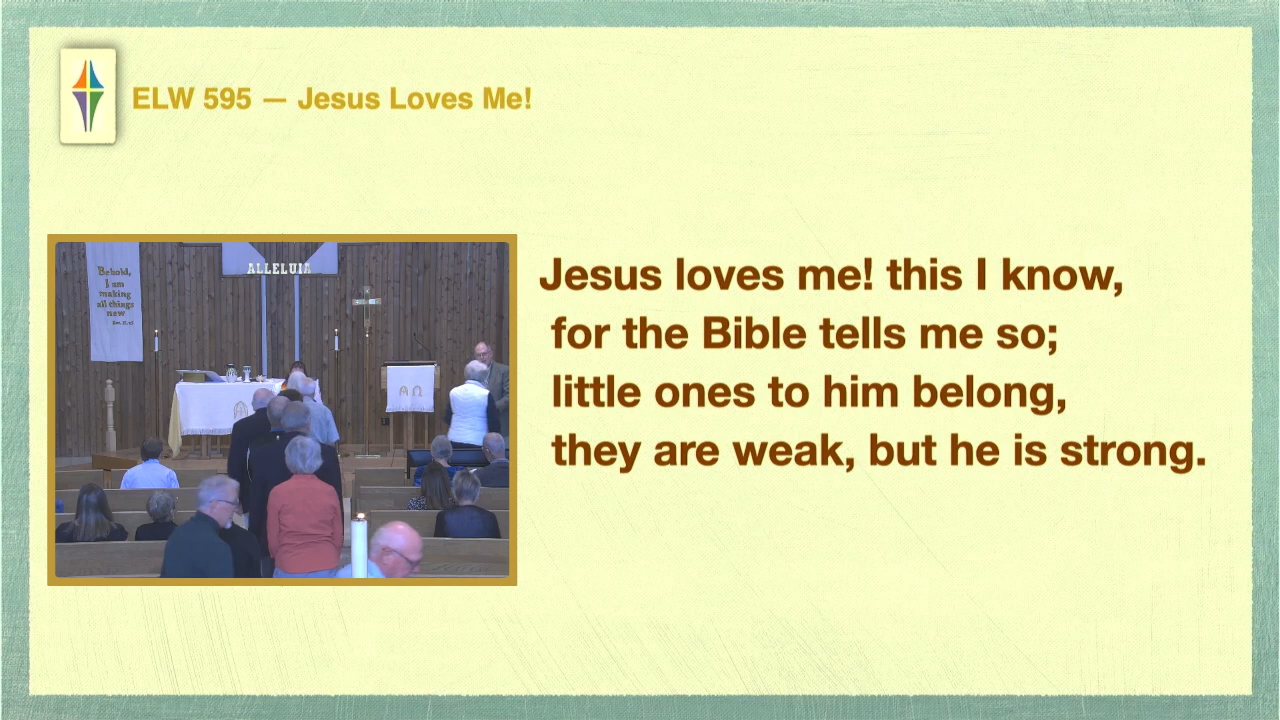 ELW 595 — Jesus Loves Me!
ALLELUIA
Behold,
I am
making
all things
new
Jesus loves me! this I know,
for the Bible tells me so;
little ones to him belong,
they are weak, but he is strong.